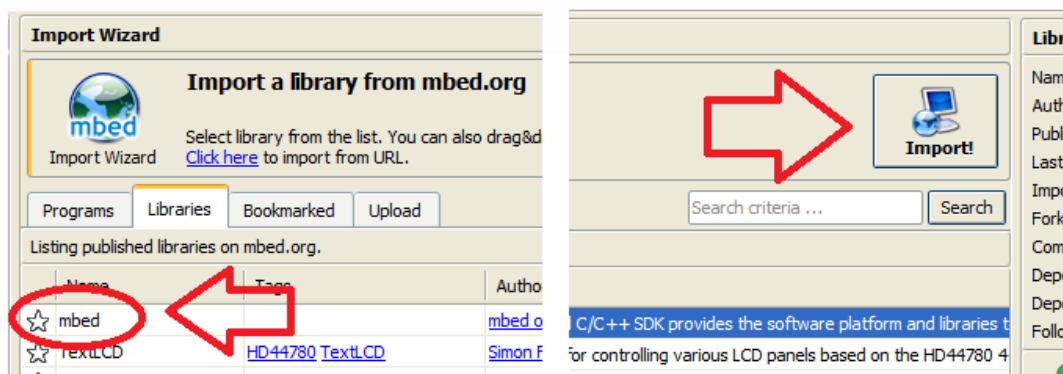 Import Wizard
Import a library from mbed.org
mbed
Import Wizard
Select library from the list. You can also drag&d
Click here to import from URL.
Import!
Programs Libraries Bookmarked Upload
Search criteria ... Search
Listing published libraries on mbed.org.
Name Tags Autho
mbed mbed o
C/C++ SDK provides the software platform and libraries t
TextLCD HD44780 TextLCD Simon F
for controlling various LCD panels based on the HD44780 4
Libr
Nam
Auth
Publ
Last
Impo
Fork
Com
Depe
Depe
Follo